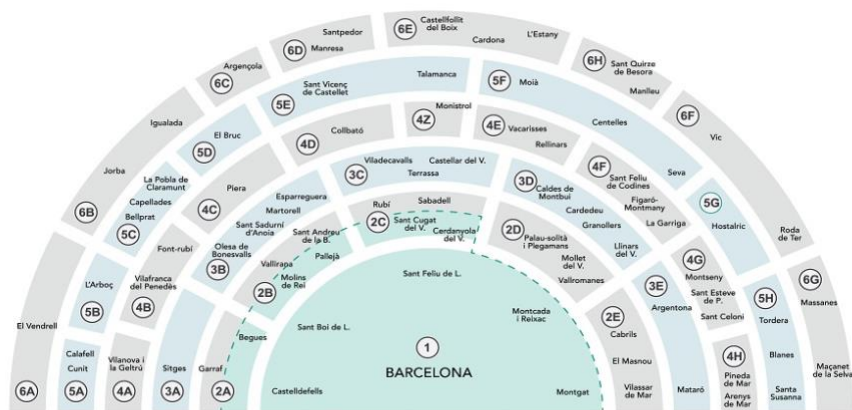 6E
Castellfollit
del Boix
Cardona
L'Estany
Santpedor
6D
Manresa
6H
Sant Quirze
de Besora
Manlleu
Argençola
6C
Sant Vicenç
de Castellet
Talamanca
5E
5F
Moià
Centelles
6F
Vic
Igualada
El Bruc
5D
4D
Collbató
Monistrol
4Z
4E
Vacarisses
Rellinars
Seva
Jorba
La Pobla de
Claramunt
Capellades
Bellprat
5C
6B
Piera
4C
Viladecavalls
Castellar del V.
3C
Terrassa
3D
Caldes de
Montbui
Cardedeu
Granollers
Llinars
del V.
4F
Sant Feliu
de Codines
Figaró-
Montmany
La Garriga
5G
Hostalric
Roda
de Ter
Esparreguera
Martorell
Sant Sadurní
d'Anoia
Olesa de
Bonesvalls
3B
Font-rubí
Rubí
Sabadell
2C
Sant Cugat
del V.
Cerdanyola
del V.
2D
Palau-solità
i Plegamans
Mollet
del V.
Vallromanes
Sant Andreu
de la B.
Pallejà
Vallirana
Molins
de Rei
2B
4G
Montseny
Sant Esteve
de P.
Sant Celoni
6G
Massanes
L'Arboç
5B
Vilafranca
del Penedès
4B
Sant Feliu de L.
3E
Argentona
5H
Tordera
Montcada
i Reixac
2E
Cabrils
El Vendrell
Begues
Sant Boi de L.
Calafell
Cunit
5A
6A
Vilanova i
la Geltrú
4A
Sitges
3A
Garraf
2A
1
BARCELONA
Castelldefells
Montgat
El Masnou
Vilassar
de Mar
Mataró
4H
Pineda
de Mar
Arenys
de Mar
Blanes
Santa
Susanna
Maçanet
de la Selva